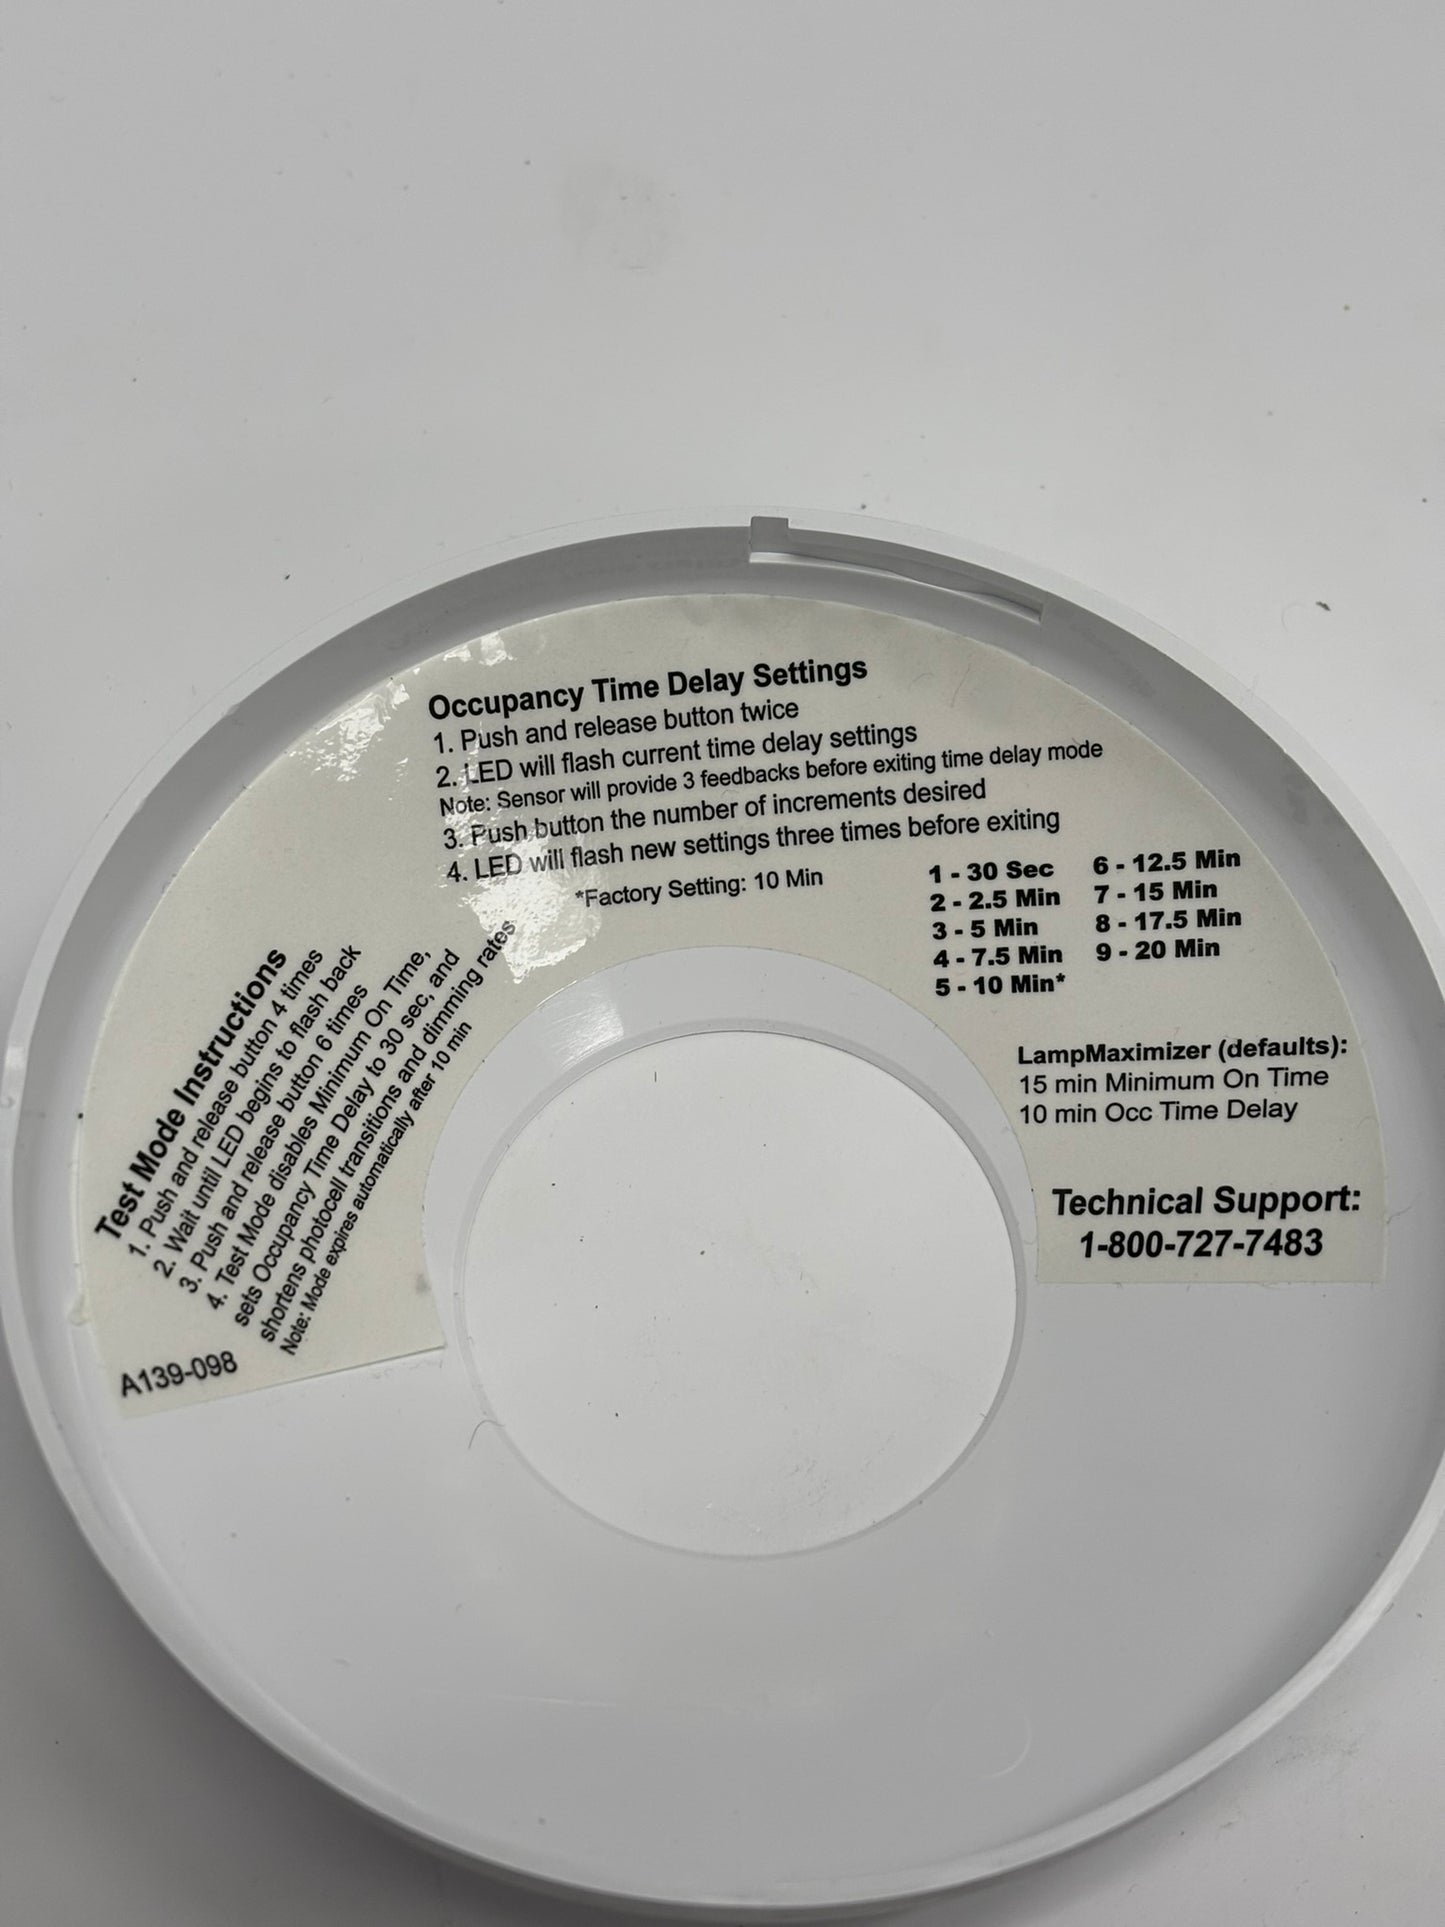 Occupancy Time Delay Settings
1. Push and release button twice
2. LED will flash current time delay settings
Note: Sensor will provide 3 feedbacks before exiting time delay mode
3. Push button the number of increments desired
4. LED will flash new settings three times before exiting
*Factory Setting: 10 Min
1 - 30 Sec
2 - 2.5 Min
3 - 5 Min
4 - 7.5 Min
5 - 10 Min*
6 - 12.5 Min
7 - 15 Min
8 - 17.5 Min
9 - 20 Min
LampMaximizer (defaults):
15 min Minimum On Time
10 min Occ Time Delay
Technical Support:
1-800-727-7483
Test Mode Instructions
1. Push and release button 4 times
2. Wait until LED begins to flash back
3. Push and release button 6 times
4. Test Mode disables Minimum On Time,
sets Occupancy Time Delay to 30 sec, and
shortens photocell transitions and dimming rates
Note: Mode expires automatically after 10 min
A139-098